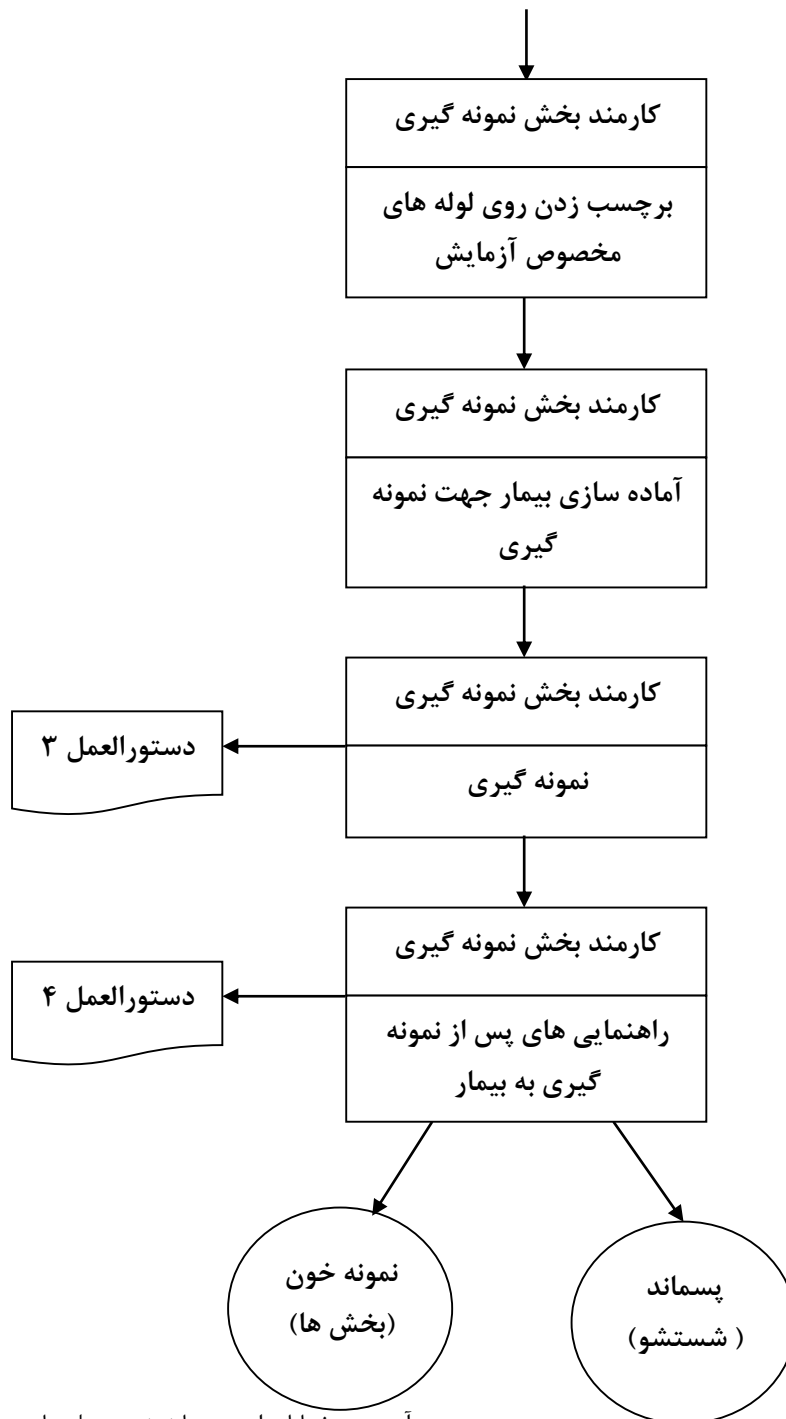 کارمند بخش نمونه گیری
برچسب زدن روی لوله های
مخصوص آزمایش
کارمند بخش نمونه گیری
آماده سازی بیمار جهت نمونه
گیری
کارمند بخش نمونه گیری
نمونه گیری
دستورالعمل ۳
کارمند بخش نمونه گیری
راهنمایی های پس از نمونه
گیری به بیمار
دستورالعمل ۴
پسماند
( شستشو)
نمونه خون
(بخش ها)